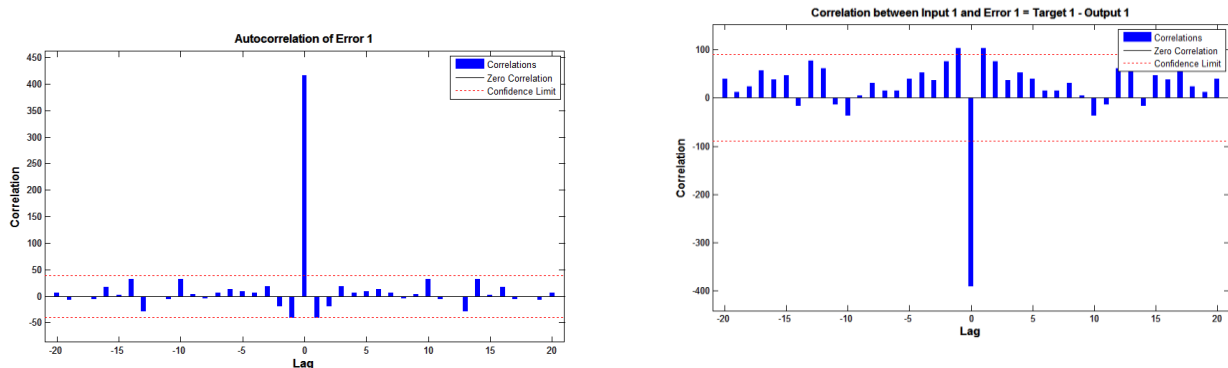 Autocorrelation of Error 1
450
400
350
300
250
200
150
100
50
0
-50
Correlation
Correlations
Zero Correlation
Confidence Limit
-20 -15 -10 -5 0 5 10 15 20
Lag
Correlation between Input 1 and Error 1 = Target 1 - Output 1
100
0
-100
-200
-300
-400
Correlation
Correlations
Zero Correlation
Confidence Limit
-20 -15 -10 -5 0 5 10 15 20
Lag